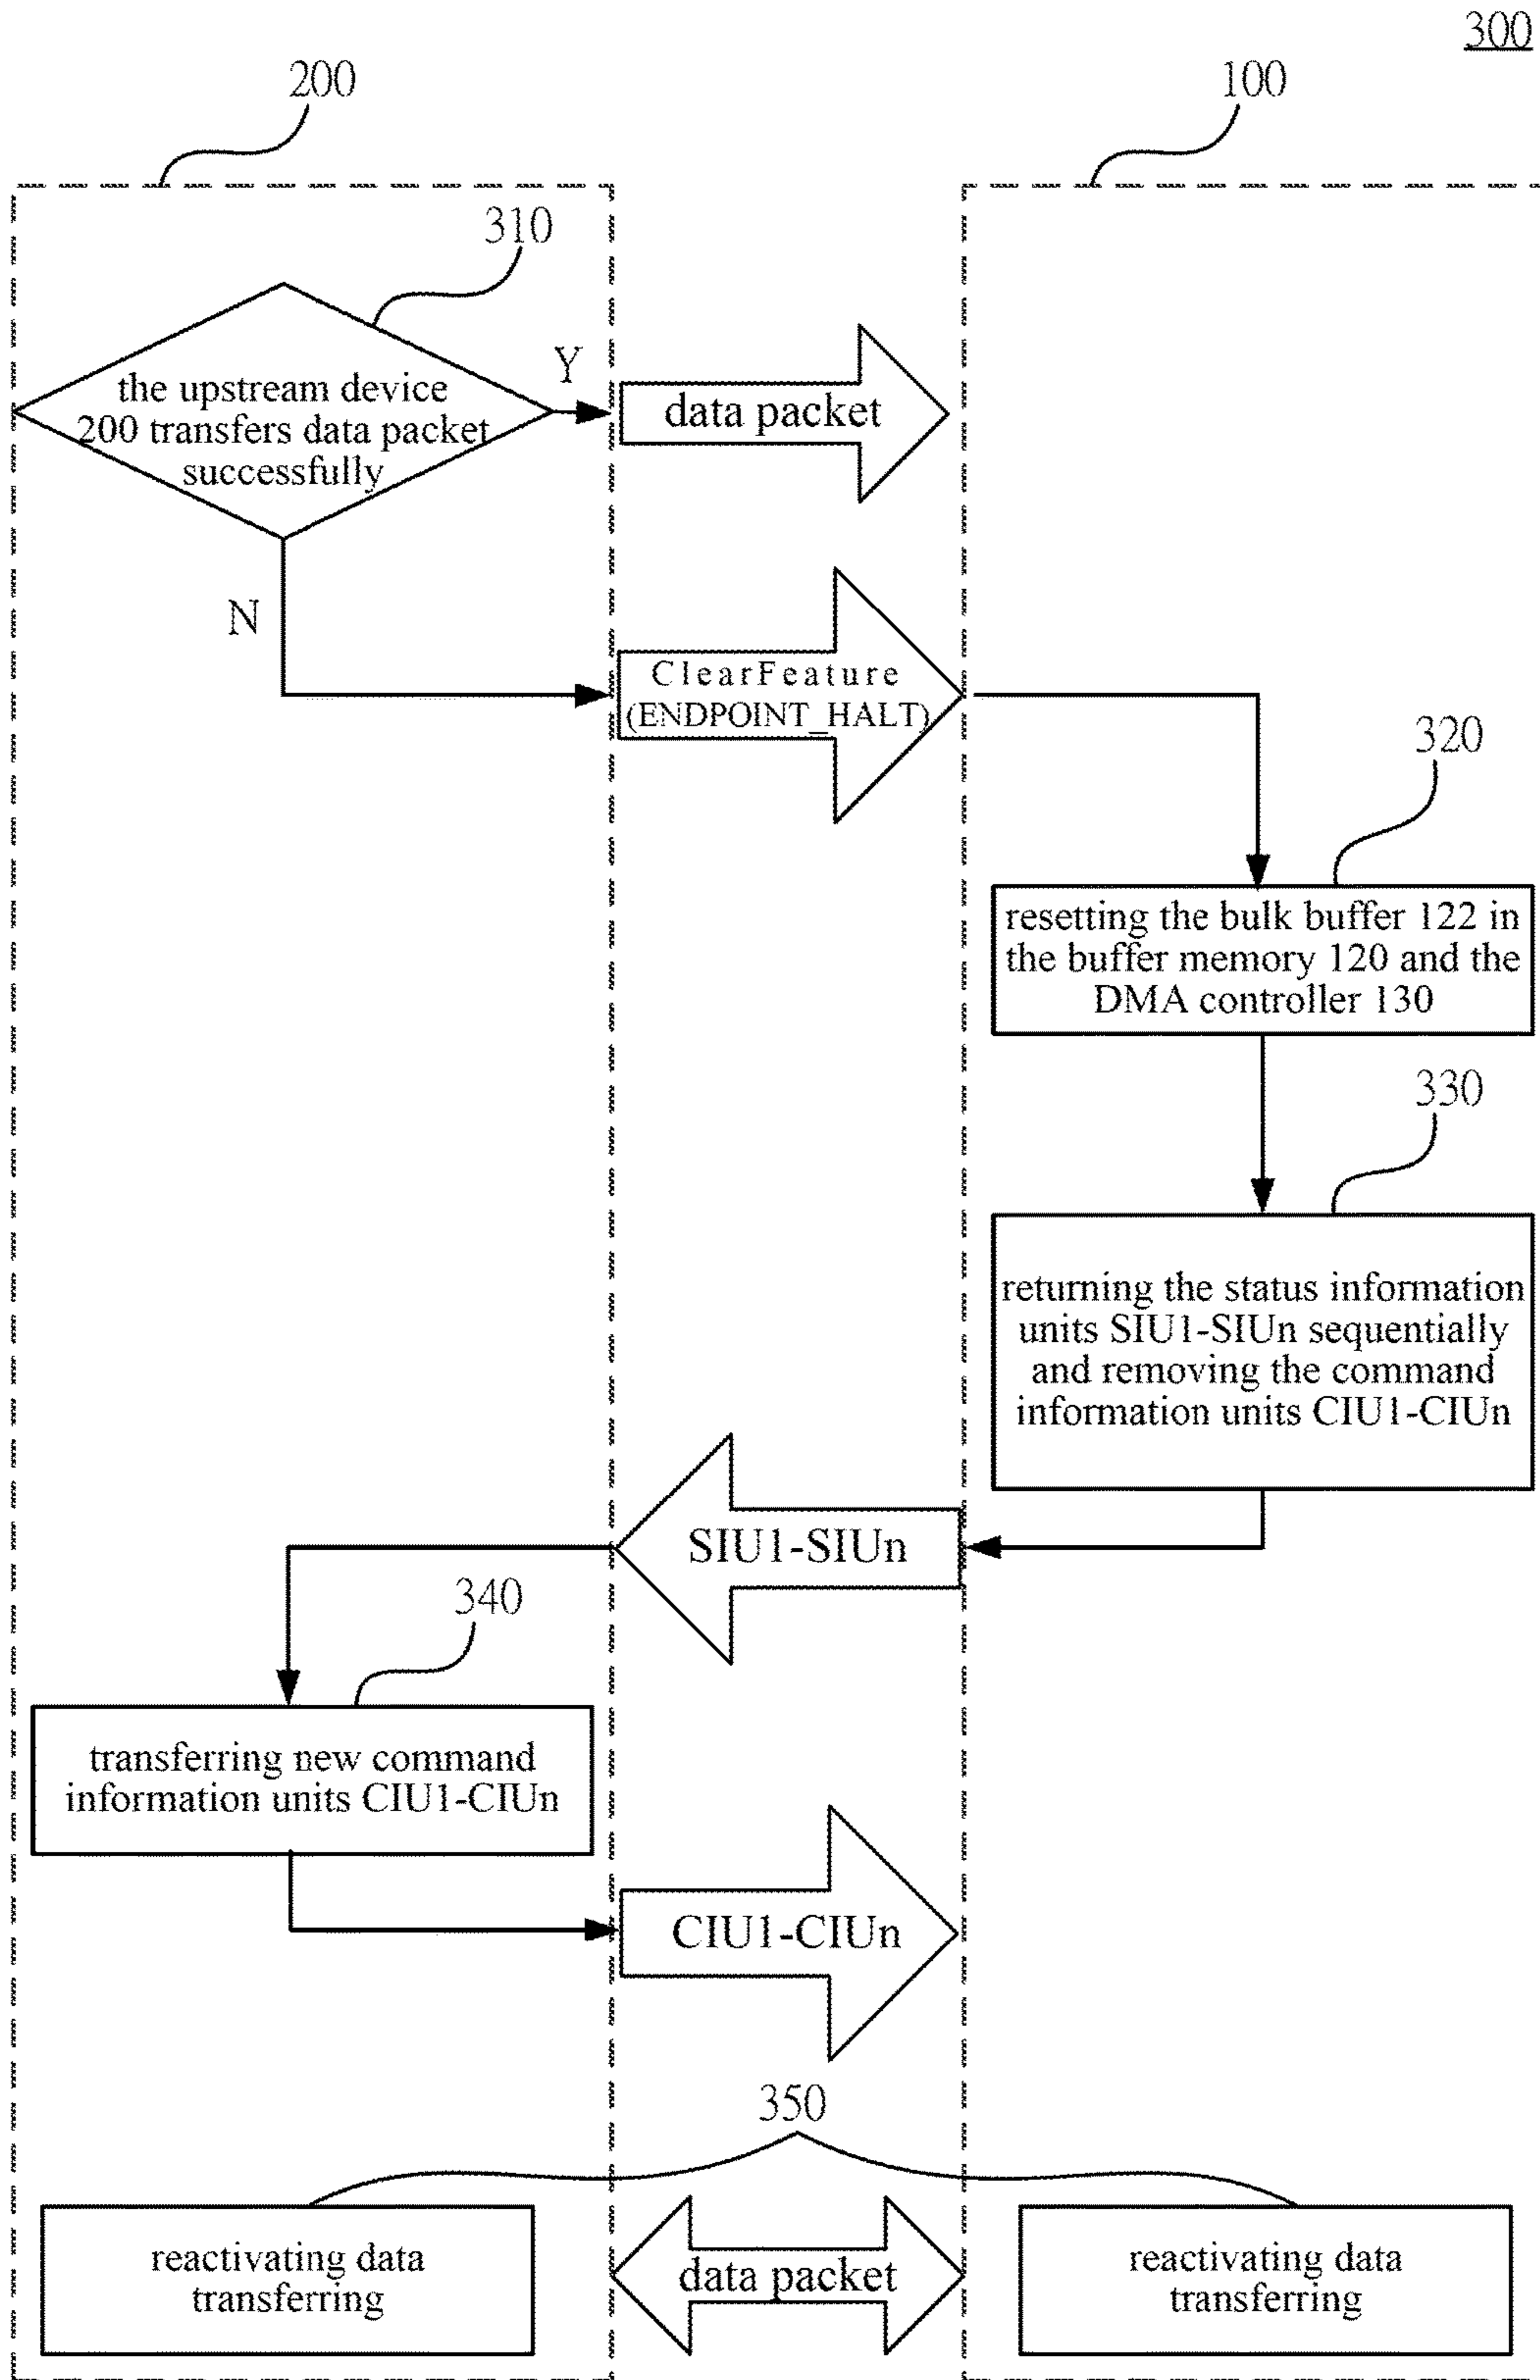 300
200
100
310
the upstream device
200 transfers data packet
successfully
Y
data packet
N
ClearFeature
(ENDPOINT_HALT)
320
resetting the bulk buffer 122 in
the buffer memory 120 and the
DMA controller 130
330
returning the status information
units SIU1-SIUn sequentially
and removing the command
information units CIU1-CIUn
SIU1-SIUn
340
transferring new command
information units CIU1-CIUn
CIU1-CIUn
350
reactivating data
transferring
data packet
reactivating data
transferring